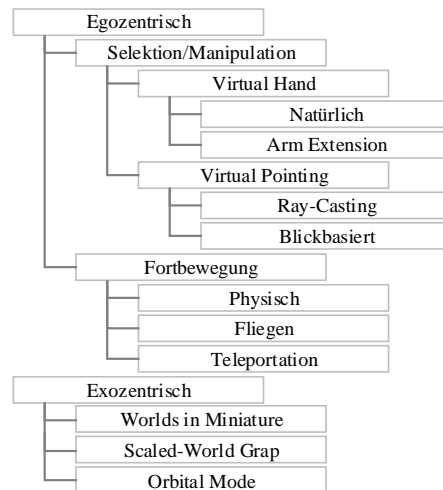 Egozentrisch
Selektion/Manipulation
Virtual Hand
Natürlich
Arm Extension
Virtual Pointing
Ray-Casting
Blickbasiert
Fortbewegung
Physisch
Fliegen
Teleportation
Exozentrisch
Worlds in Miniature
Scaled-World Grap
Orbital Mode